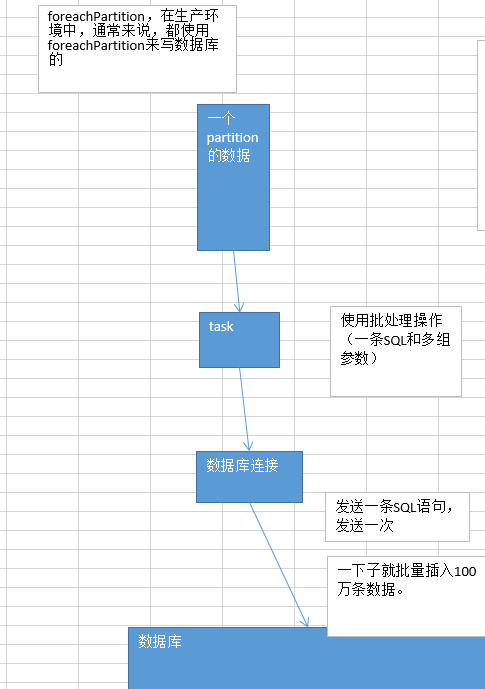 foreachPartition，在生产环
境中，通常来说，都使用
foreachPartition来写数据库
的
一个
partition
的数据
task
使用批处理操作
（一条SQL和多组
参数）
数据库连接
发送一条SQL语句，
发送一次
一下子就批量插入100
万条数据。
数据库